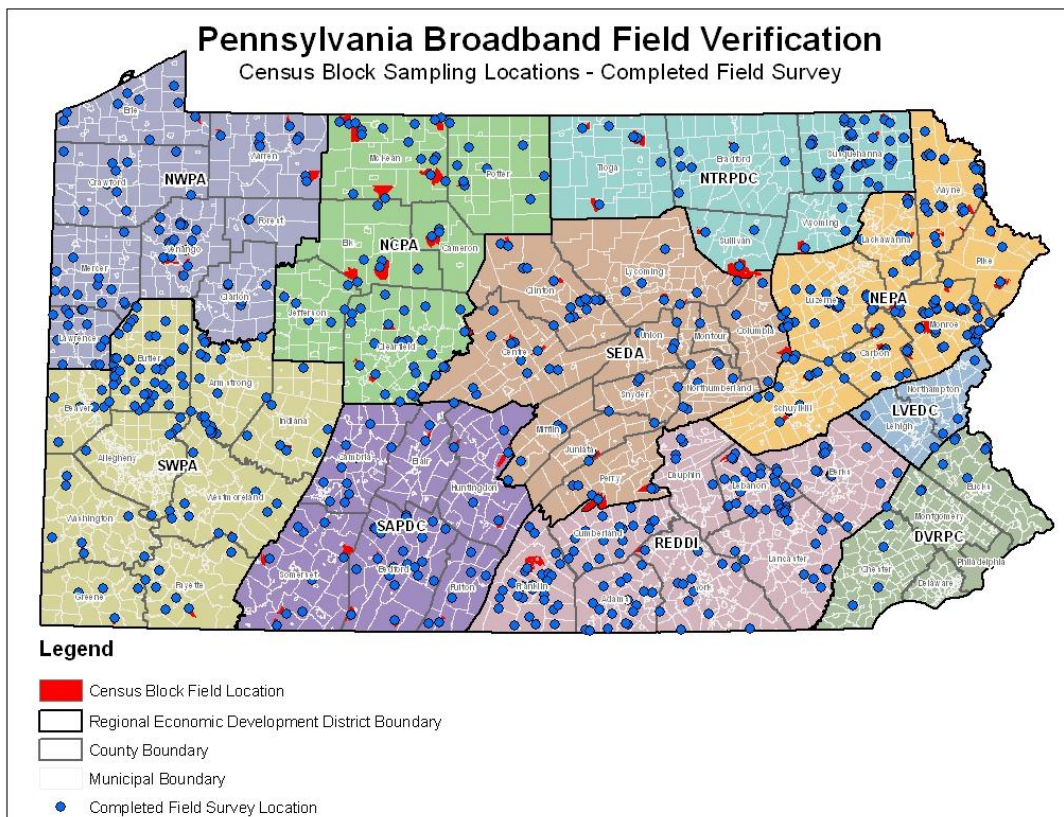 Pennsylvania Broadband Field Verification
Census Block Sampling Locations - Completed Field Survey
Erie
Warren
McKean
Potter
Tioga
Bradford
Susquehanna
Wayne
Crawford
NWPA
Forest
Venango
Mercer
Clarion
Lawrence
NCPA
Elk
Cameron
Jefferson
Clearfield
NTRPDC
Wyoming
Sullivan
Lackawanna
Pike
Luzerne
NEPA
Monroe
Carbon
Schuylkill
Lycoming
Clinton
Centre
Union
Montour
Columbia
SEDA
Snyder
Northumberland
Mifflin
Juniata
Perry
Butler
Armstrong
Beaver
Indiana
Allegheny
SWPA
Westmoreland
Washington
Greene
Fayette
Cambria
Blair
Huntingdon
SAPDC
Somerset
Bedford
Fulton
Northampton
LVEDC
Lehigh
Dauphin
Lebanon
Berks
Cumberland
REDDI
Lancaster
Franklin
Adams
Bucks
Montgomery
DVRPC
Philadelphia
Chester
Delaware
Legend
Census Block Field Location
Regional Economic Development District Boundary
County Boundary
Municipal Boundary
Completed Field Survey Location